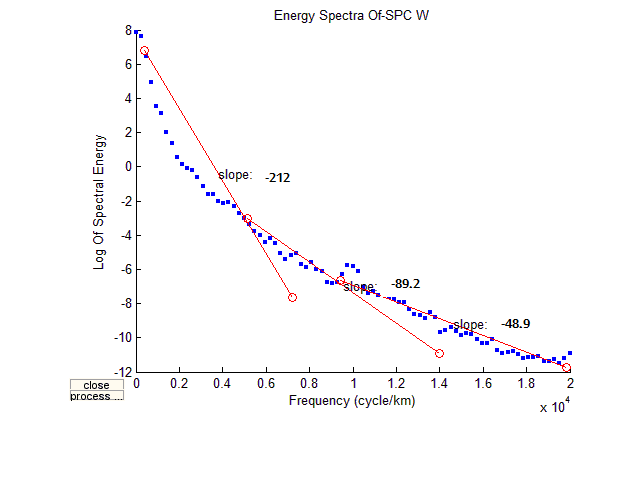 Energy Spectra Of-SPC W
8
6
4
2
0
-2
-4
-6
-8
-10
-12
Log Of Spectral Energy
slope: -212
slope: -89.2
slope: -48.9
0 0.2 0.4 0.6 0.8 1 1.2 1.4 1.6 1.8 2
Frequency (cycle/km)
x 10^4
close
process ....